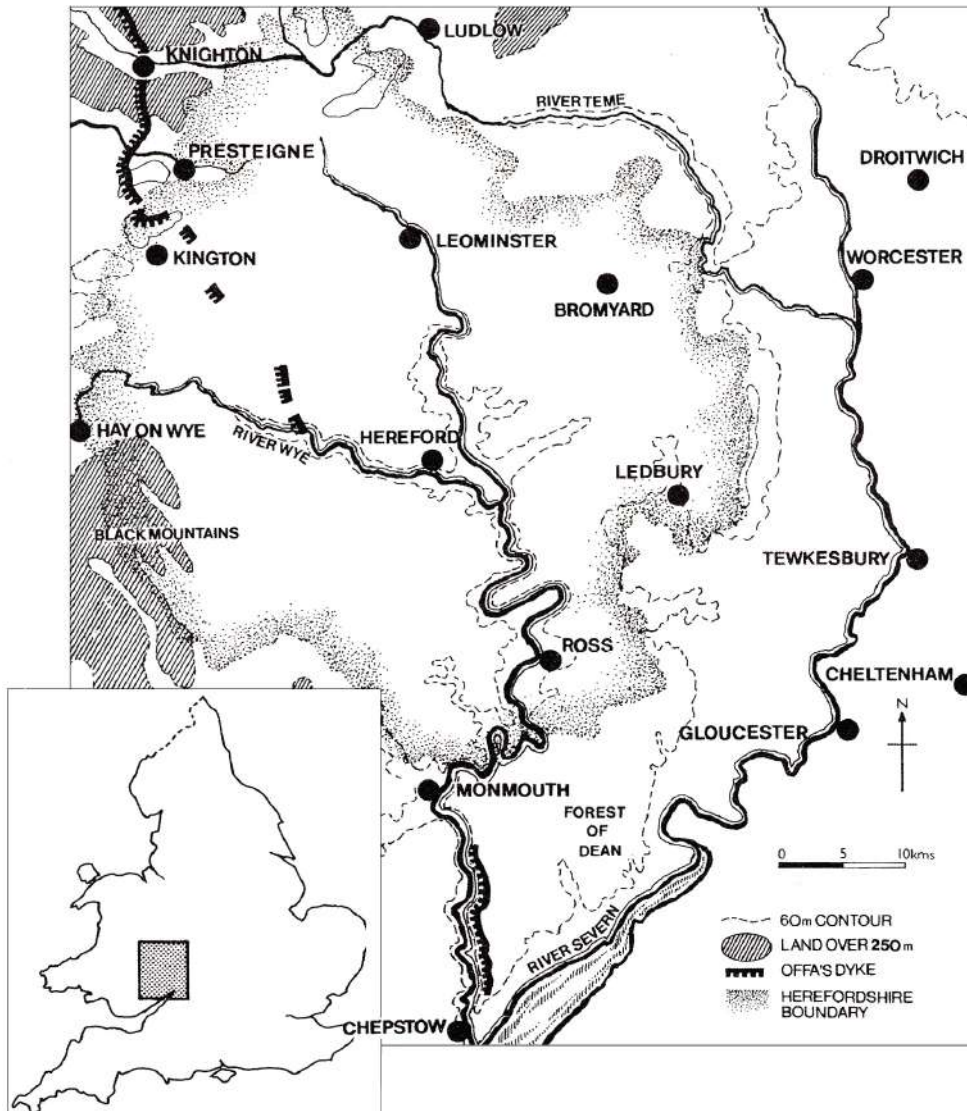 LUDLOW
KNIGHTON
RIVER TEME
PRESTEIGNE
DROITWICH
LEOMINSTER
KINGTON
WORCESTER
BROMYARD
HAY ON WYE
RIVER WYE
HEREFORD
LEDBURY
BLACK MOUNTAINS
TEWKESBURY
ROSS
CHELTENHAM
N
GLOUCESTER
MONMOUTH
FOREST
OF
DEAN
0 5 10kms
RIVER SEVERN
60m CONTOUR
LAND OVER 250m
OFFA'S DYKE
HEREFORDSHIRE
BOUNDARY
CHEPSTOW